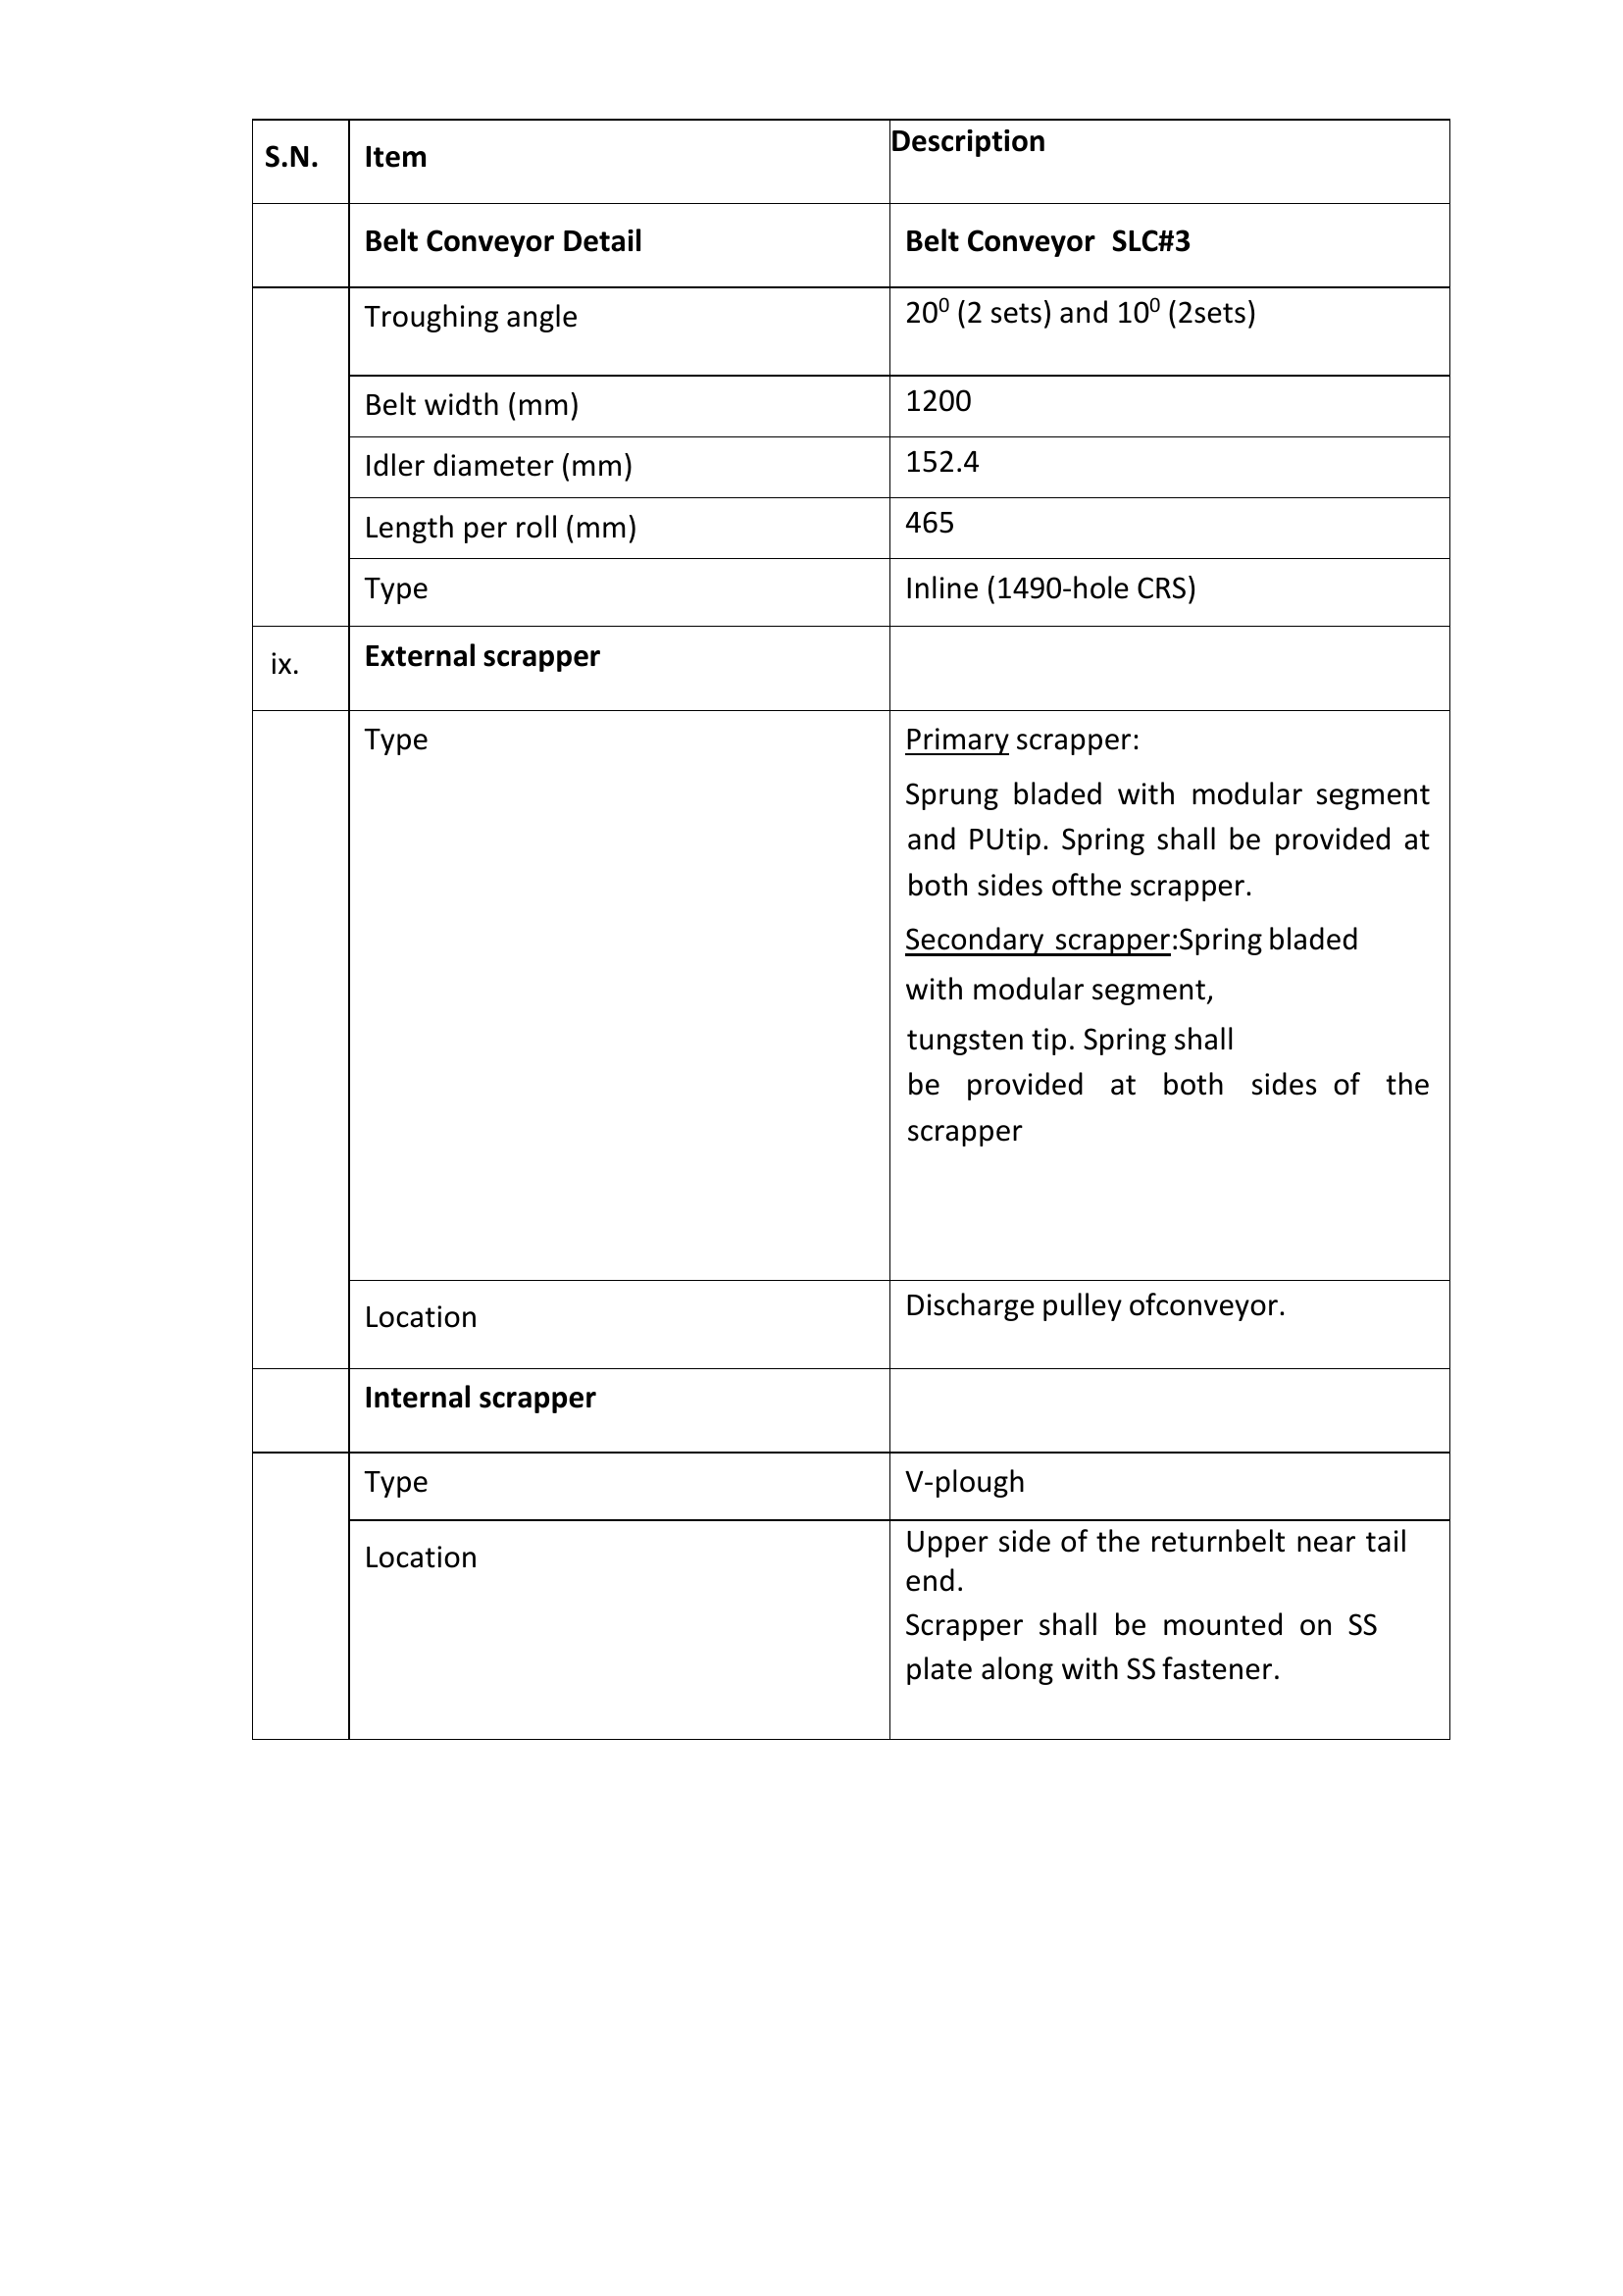 S.N. Item Description
Belt Conveyor Detail Belt Conveyor SLC#3
Troughing angle 20⁰ (2 sets) and 10⁰ (2sets)
Belt width (mm) 1200
Idler diameter (mm) 152.4
Length per roll (mm) 465
Type Inline (1490-hole CRS)
ix. External scrapper
Type Primary scrapper:
Sprung bladed with modular segment
and PUtip. Spring shall be provided at
both sides ofthe scrapper.
Secondary scrapper:Spring bladed
with modular segment,
tungsten tip. Spring shall
be provided at both sides of the
scrapper
Location Discharge pulley ofconveyor.
Internal scrapper
Type V-plough
Location Upper side of the returnbelt near tail
end.
Scrapper shall be mounted on SS
plate along with SS fastener.